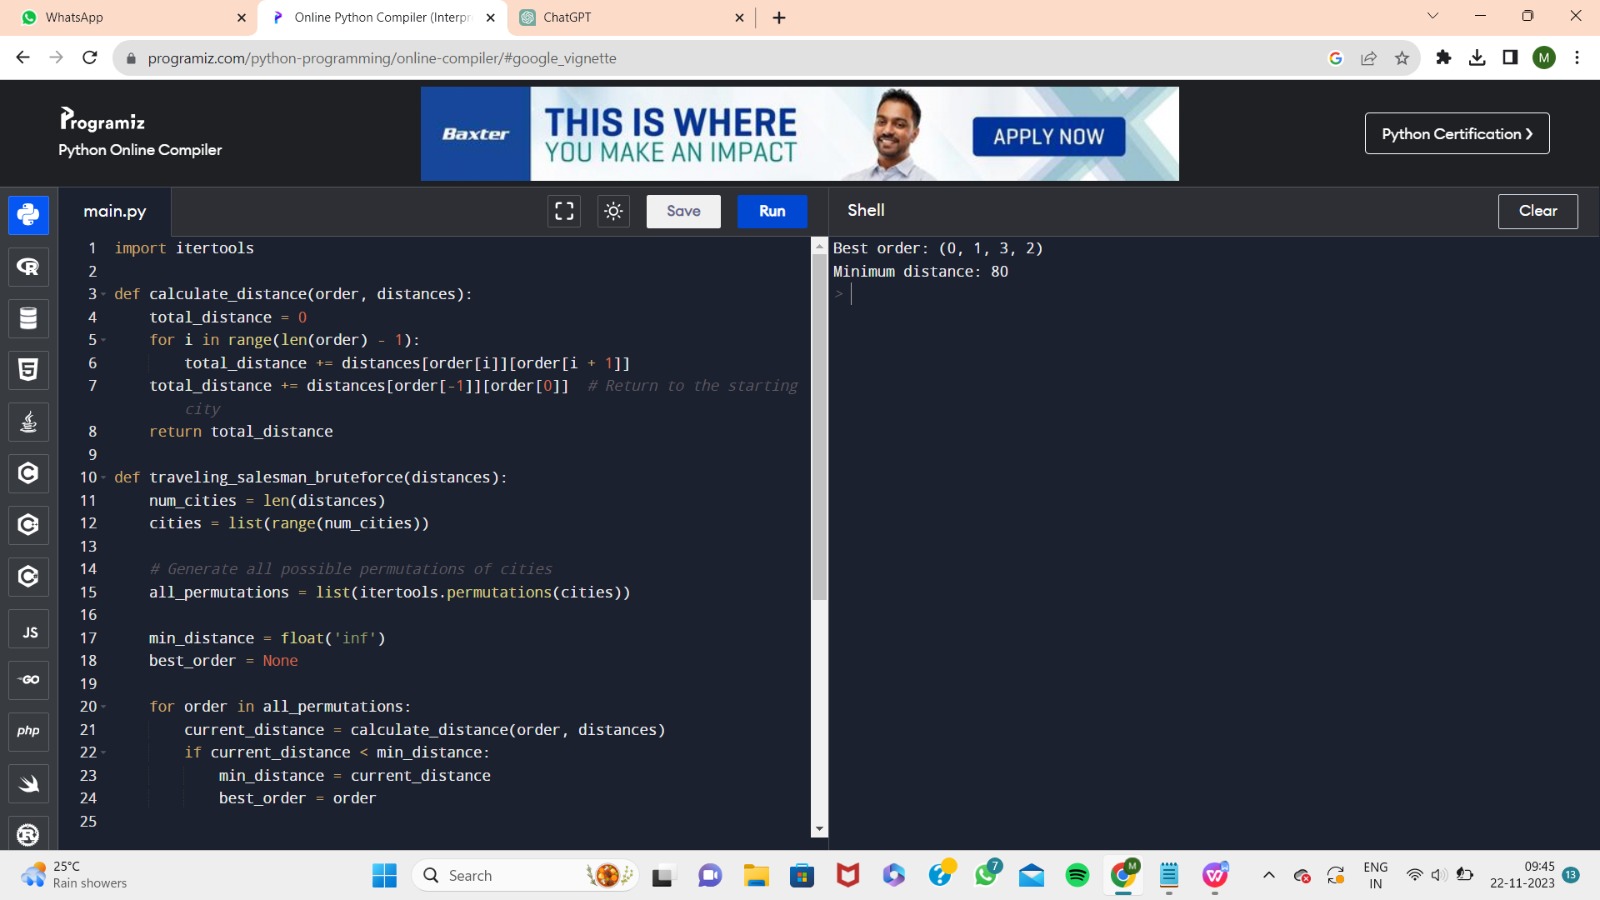 WhatsApp
Online Python Compiler (Interpr
ChatGPT
programiz.com/python-programming/online-compiler/#google_vignette
M
Programiz
Python Online Compiler
Baxter
THIS IS WHERE
YOU MAKE AN IMPACT
APPLY NOW
Python Certification >
main.py
Save
Run
Shell
Clear
1 import itertools
2
3 def calculate_distance(order, distances):
4     total_distance = 0
5     for i in range(len(order) - 1):
6         total_distance += distances[order[i]][order[i + 1]]
7     total_distance += distances[order[-1]][order[0]]  # Return to the starting
city
8     return total_distance
9
10 def traveling_salesman_bruteforce(distances):
11     num_cities = len(distances)
12     cities = list(range(num_cities))
13
14     # Generate all possible permutations of cities
15     all_permutations = list(itertools.permutations(cities))
16
17     min_distance = float('inf')
18     best_order = None
19
20     for order in all_permutations:
21         current_distance = calculate_distance(order, distances)
22         if current_distance < min_distance:
23             min_distance = current_distance
24             best_order = order
25
Best order: (0, 1, 3, 2)
Minimum distance: 80
>
R
5
C
C
C
JS
GO
php
R
25°C
Rain showers
Search
7
M
W
ENG
IN
09:45
22-11-2023
13